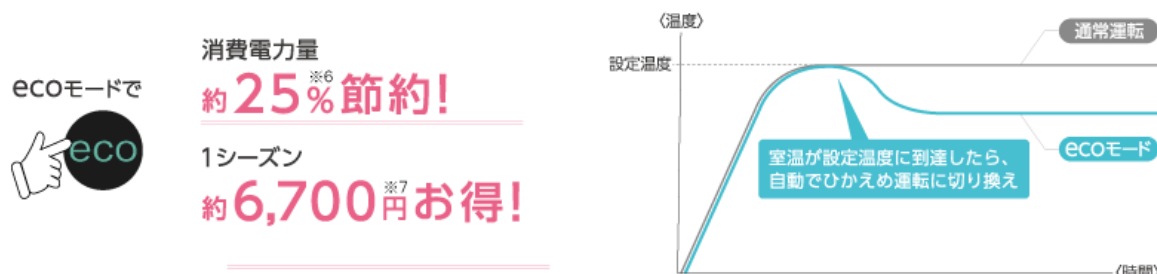 ecoモードで
eco
消費電力量
約25%※6節約!
1シーズン
約6,700円※7お得!
〈温度〉
設定温度
通常運転
室温が設定温度に到達したら、
自動でひかえめ運転に切り換え
ecoモード
〈時間〉